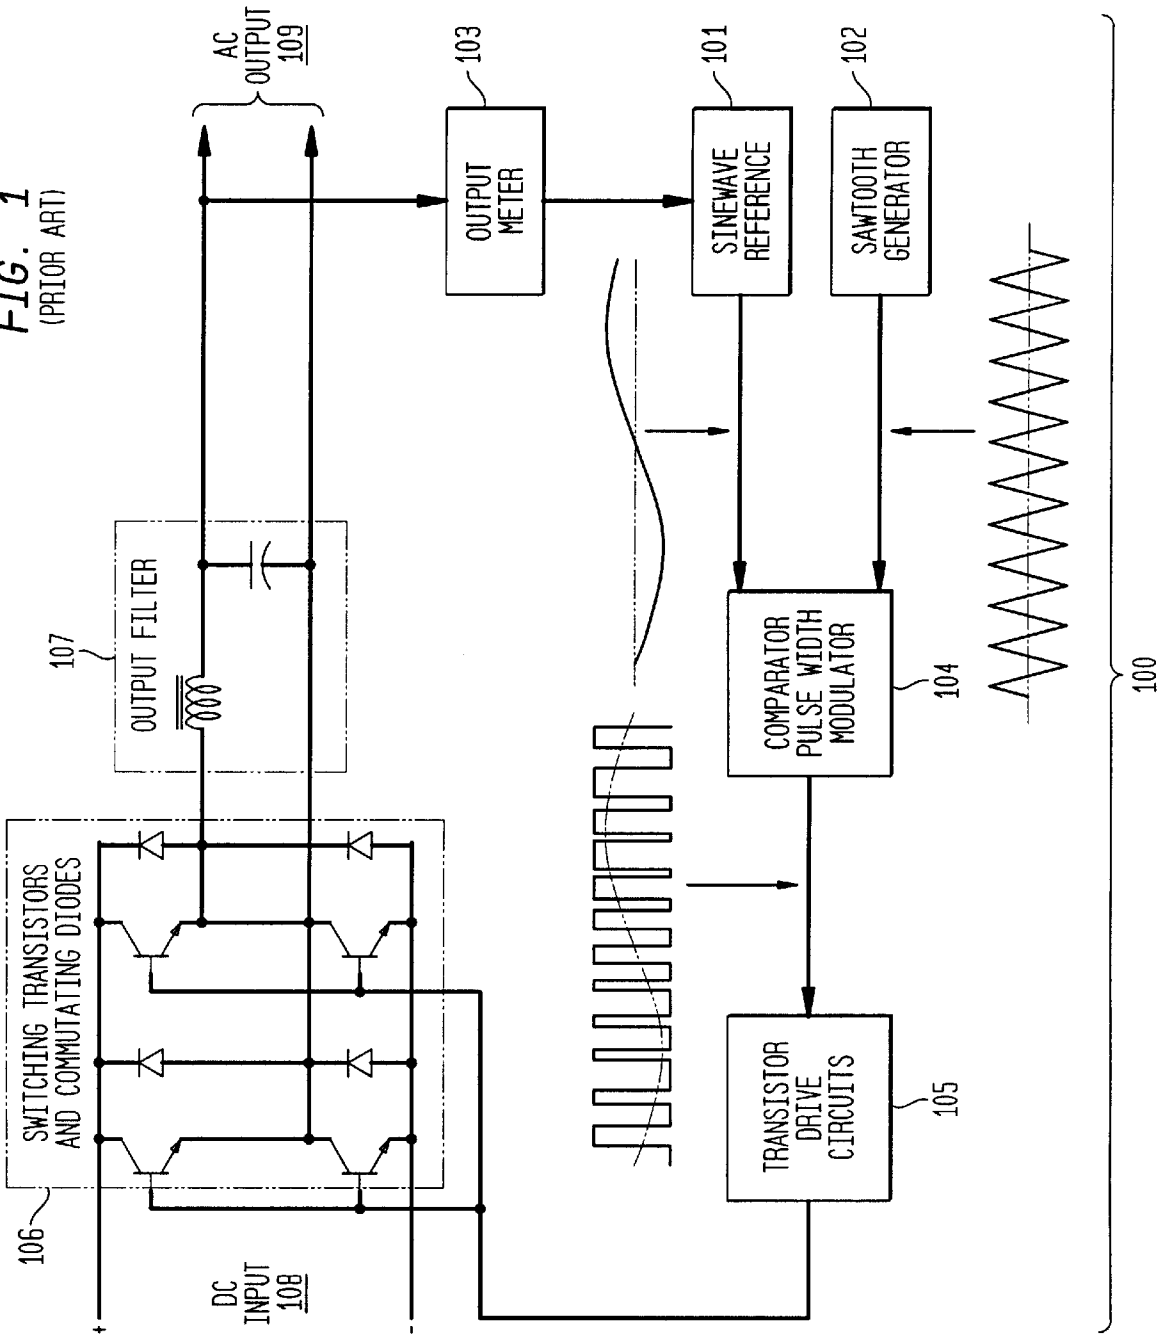 FIG. 1
(PRIOR ART)
106
SWITCHING TRANSISTORS
AND COMMUTATING DIODES
107
OUTPUT FILTER
AC
OUTPUT
109
+
DC
INPUT
108
-
OUTPUT
METER
103
SINEWAVE
REFERENCE
101
SAWTOOTH
GENERATOR
102
COMPARATOR
PULSE WIDTH
MODULATOR
104
TRANSISTOR
DRIVE
CIRCUITS
105
100